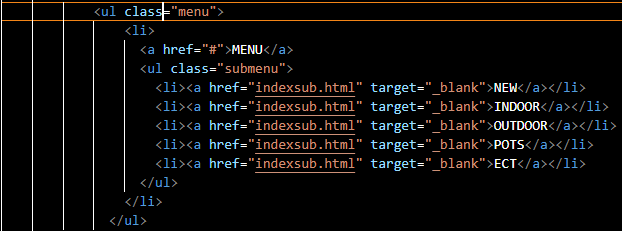 <ul class="menu">
<li>
<a href="#">MENU</a>
<ul class="submenu">
<li><a href="indexsub.html" target="_blank">NEW</a></li>
<li><a href="indexsub.html" target="_blank">INDOOR</a></li>
<li><a href="indexsub.html" target="_blank">OUTDOOR</a></li>
<li><a href="indexsub.html" target="_blank">POTS</a></li>
<li><a href="indexsub.html" target="_blank">ECT</a></li>
</ul>
</li>
</ul>